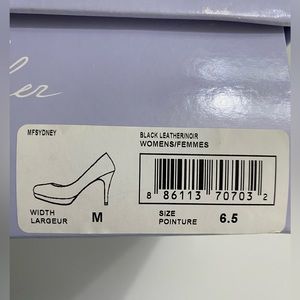 MFSYDNEY
BLACK LEATHER/NOIR
WOMENS/FEMMES
8 86113 70703 2
WIDTH
LARGEUR
M
SIZE
POINTURE
6.5